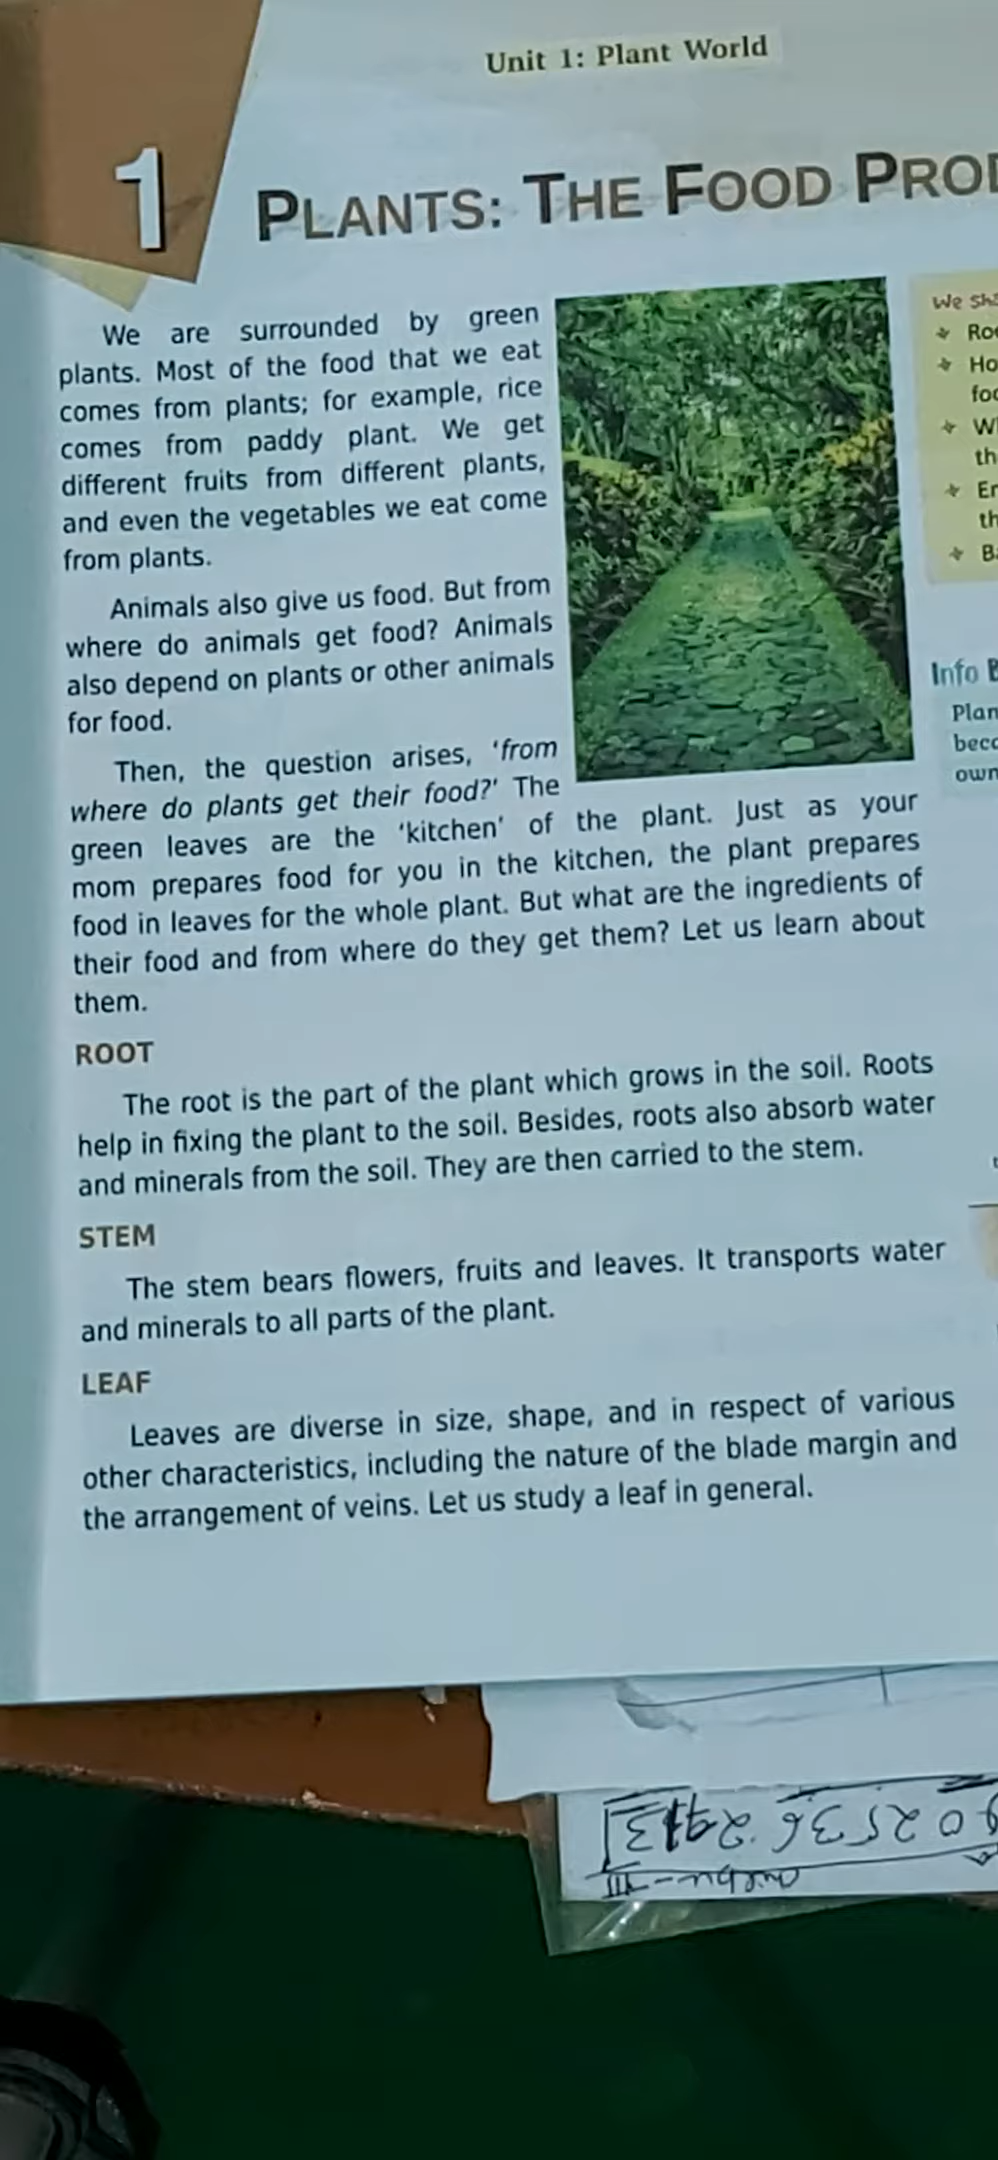 Unit 1: Plant World
1
PLANTS: THE FOOD
We are surrounded by green
plants. Most of the food that we eat
comes from plants; for example, rice
comes from paddy plant. We get
different fruits from different plants,
and even the vegetables we eat come
from plants.
Animals also give us food. But from
where do animals get food? Animals
also depend on plants or other animals
for food.
Then, the question arises, ‘from
where do plants get their food?’ The
green leaves are the ‘kitchen’ of the plant. Just as your
mom prepares food for you in the kitchen, the plant prepares
food in leaves for the whole plant. But what are the ingredients of
their food and from where do they get them? Let us learn about
them.
ROOT
The root is the part of the plant which grows in the soil. Roots
help in fixing the plant to the soil. Besides, roots also absorb water
and minerals from the soil. They are then carried to the stem.
STEM
The stem bears flowers, fruits and leaves. It transports water
and minerals to all parts of the plant.
LEAF
Leaves are diverse in size, shape, and in respect of various
other characteristics, including the nature of the blade margin and
the arrangement of veins. Let us study a leaf in general.
We
Info